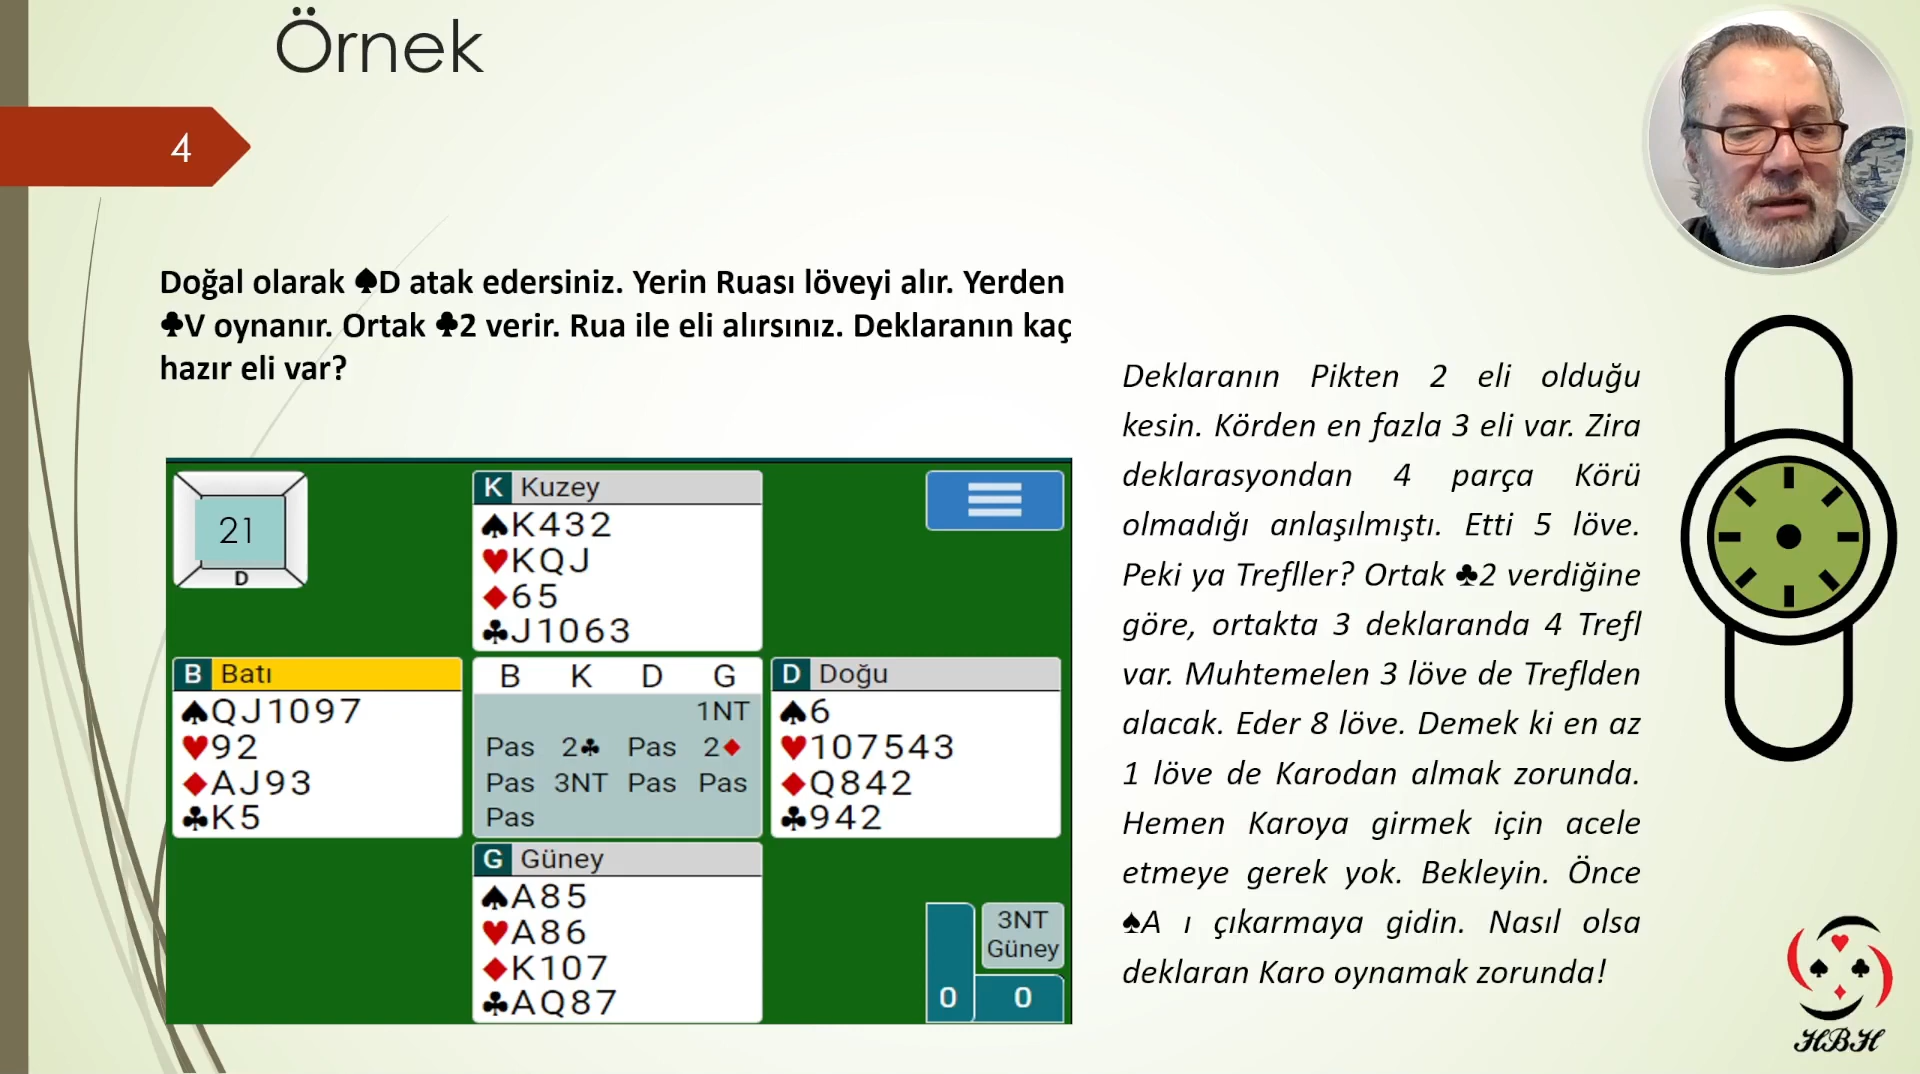 Örnek
4
Doğal olarak ♠D atak edersiniz. Yerin Ruası löveyi alır. Yerden
♣V oynanır. Ortak ♣2 verir. Rua ile eli alırsınız. Deklaranın kaç
hazır eli var?
21
D
K Kuzey
♠K432
♥KQJ
♦65
♣J1063
B Batı
♠QJ1097
♥92
♦AJ93
♣K5
B K D G
1NT
Pas 2♣ Pas 2♦
Pas 3NT Pas Pas
Pas
D Doğu
♠6
♥107543
♦Q842
♣942
G Güney
♠A85
♥A86
♦K107
♣AQ87
3NT
Güney
0 0
Deklaranın Pikten 2 eli olduğu
kesin. Körden en fazla 3 eli var. Zira
deklarasyondan 4 parça Körü
olmadığı anlaşılmıştı. Etti 5 löve.
Peki ya Trefller? Ortak ♣2 verdiğine
göre, ortakta 3 deklaranda 4 Trefl
var. Muhtemelen 3 löve de Treflden
alacak. Eder 8 löve. Demek ki en az
1 löve de Karodan almak zorunda.
Hemen Karoya girmek için acele
etmeye gerek yok. Bekleyin. Önce
♠A ı çıkarmaya gidin. Nasıl olsa
deklaran Karo oynamak zorunda!
HBH